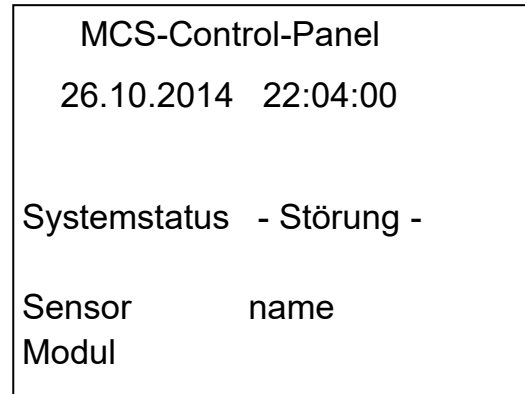 MCS-Control-Panel
26.10.2014 22:04:00
Systemstatus - Störung -
Sensor name
Modul